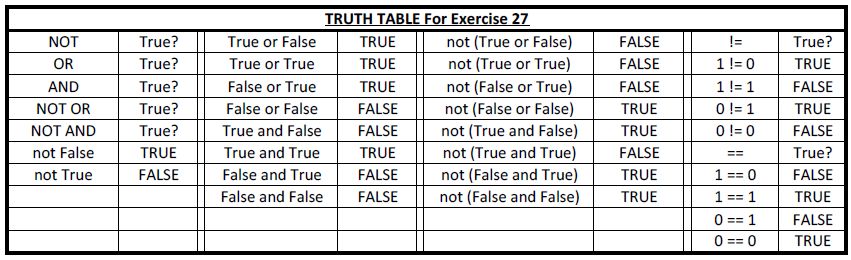 TRUTH TABLE For Exercise 27
NOT True? True or False TRUE not (True or False) FALSE != True?
OR True? True or True TRUE not (True or True) FALSE 1 != 0 TRUE
AND True? False or True TRUE not (False or True) FALSE 1 != 1 FALSE
NOT OR True? False or False FALSE not (False or False) TRUE 0 != 1 TRUE
NOT AND True? True and False FALSE not (True and False) TRUE 0 != 0 FALSE
not False TRUE True and True TRUE not (True and True) FALSE == True?
not True FALSE False and True FALSE not (False and True) TRUE 1 == 0 FALSE
False and False FALSE not (False and False) TRUE 1 == 1 TRUE
0 == 1 FALSE
0 == 0 TRUE